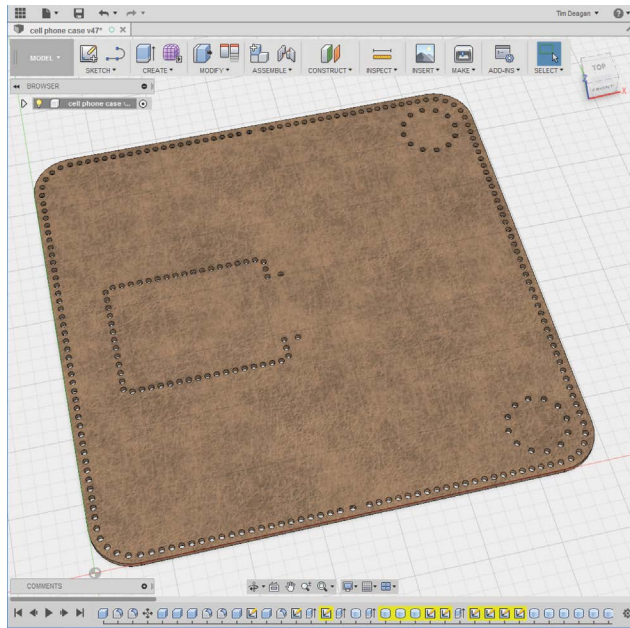 Tim Deagan
cell phone case v47*
MODEL
SKETCH
CREATE
MODIFY
ASSEMBLE
CONSTRUCT
INSPECT
INSERT
MAKE
ADD-INS
SELECT
TOP
FRONT
X
BROWSER
cell phone case ...
COMMENTS